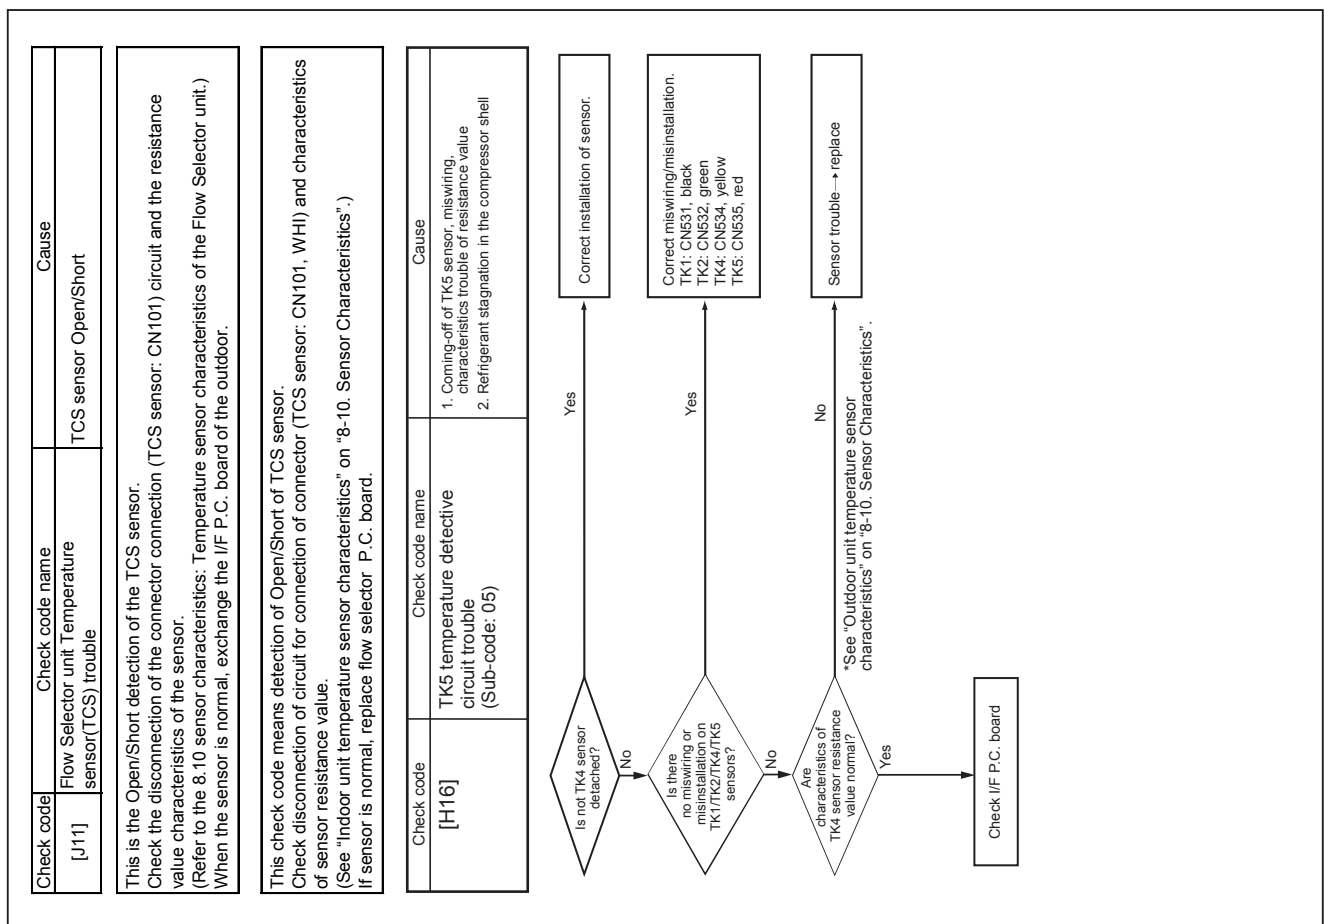 Check code
Check code name
Cause
[J11]
Flow Selector unit Temperature
sensor(TCS) trouble
TCS sensor Open/Short
This is the Open/Short detection of the TCS sensor.
Check the disconnection of the connector connection (TCS sensor: CN101) circuit and the resistance
value characteristics of the sensor.
(Refer to the 8.10 sensor characteristics: Temperature sensor characteristics of the Flow Selector unit.)
When the sensor is normal, exchange the I/F P.C. board of the outdoor.
This check code means detection of Open/Short of TCS sensor.
Check disconnection of circuit for connection of connector (TCS sensor: CN101, WHI) and characteristics
of sensor resistance value.
(See “Indoor unit temperature sensor characteristics” on “8-10. Sensor Characteristics”.)
If sensor is normal, replace flow selector P.C. board.
Check code
Check code name
Cause
[H16]
TK5 temperature detective
circuit trouble
(Sub-code: 05)
1. Coming-off of TK5 sensor, miswiring,
characteristics trouble of resistance value
2. Refrigerant stagnation in the compressor shell
Is not TK4 sensor
detached?
Yes
Correct installation of sensor.
No
Is there
no miswiring or
misinstallation on
TK1/TK2/TK4/TK5
sensors?
Yes
Correct miswiring/misinstallation.
TK1: CN531, black
TK2: CN532, green
TK4: CN534, yellow
TK5: CN535, red
No
Are
characteristics of
TK4 sensor resistance
value normal?
No
Sensor trouble → replace
*See “Outdoor unit temperature sensor
characteristics” on “8-10. Sensor Characteristics”.
Yes
Check I/F P.C. board